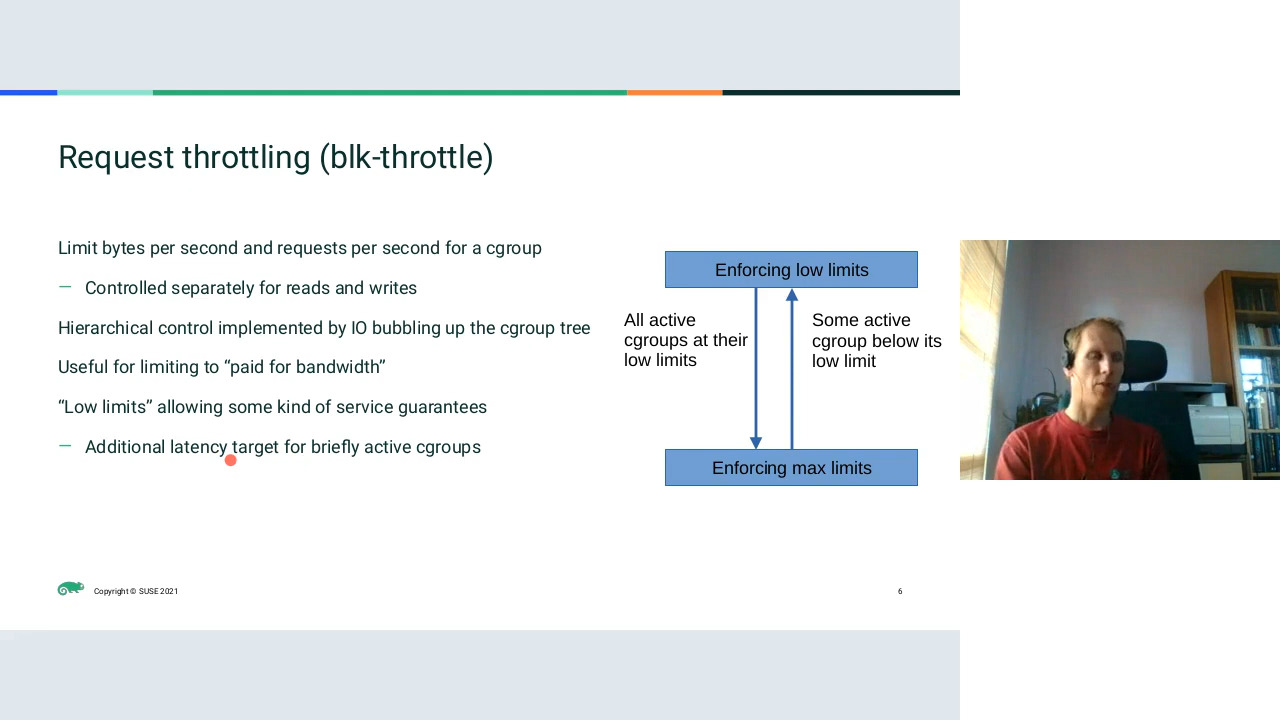 Request throttling (blk-throttle)
Limit bytes per second and requests per second for a cgroup
— Controlled separately for reads and writes
Hierarchical control implemented by IO bubbling up the cgroup tree
Useful for limiting to “paid for bandwidth”
“Low limits” allowing some kind of service guarantees
— Additional latency target for briefly active cgroups
Enforcing low limits
All active
cgroups at their
low limits
Some active
cgroup below its
low limit
Enforcing max limits
Copyright © SUSE 2021
6